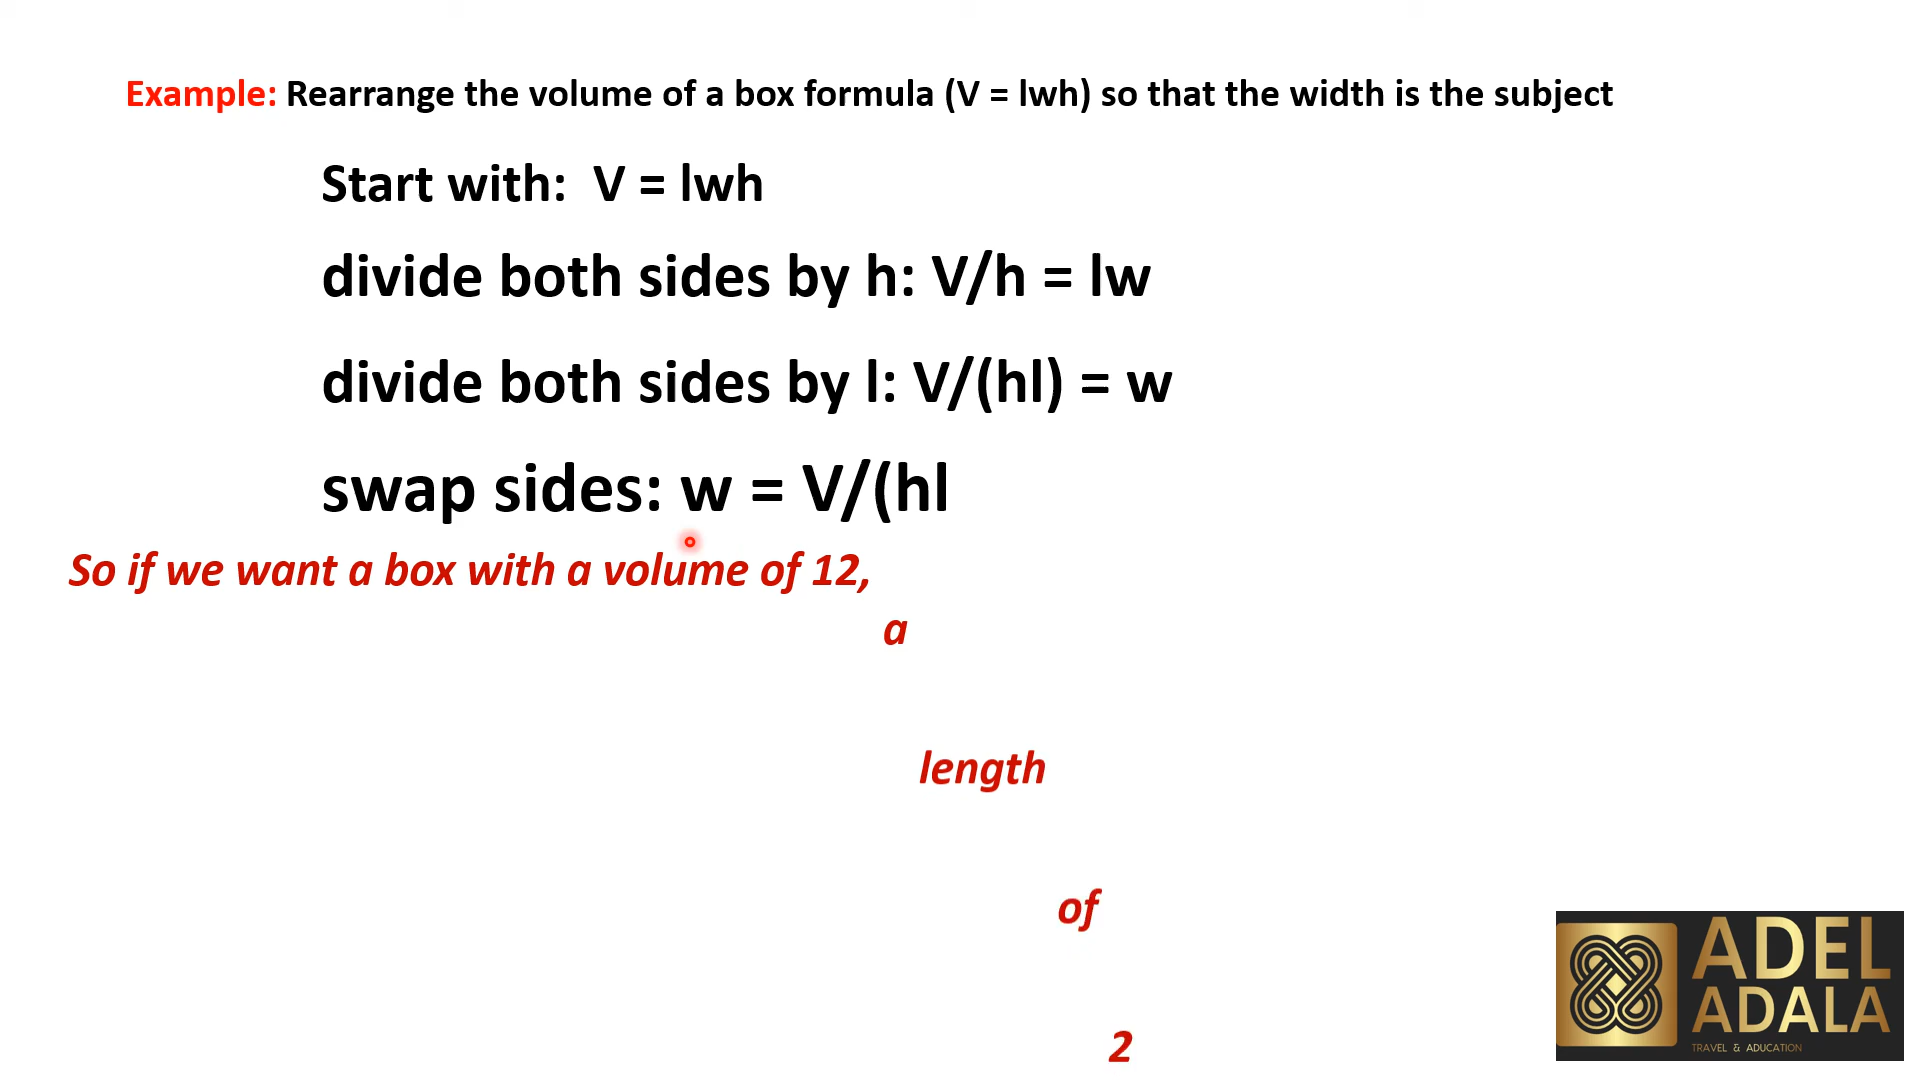 Example: Rearrange the volume of a box formula (V = lwh) so that the width is the subject
Start with: V = lwh
divide both sides by h: V/h = lw
divide both sides by l: V/(hl) = w
swap sides: w = V/(hl
So if we want a box with a volume of 12,
a
length
of
2
ADEL
ADALA
TRAVEL & ADUCATION